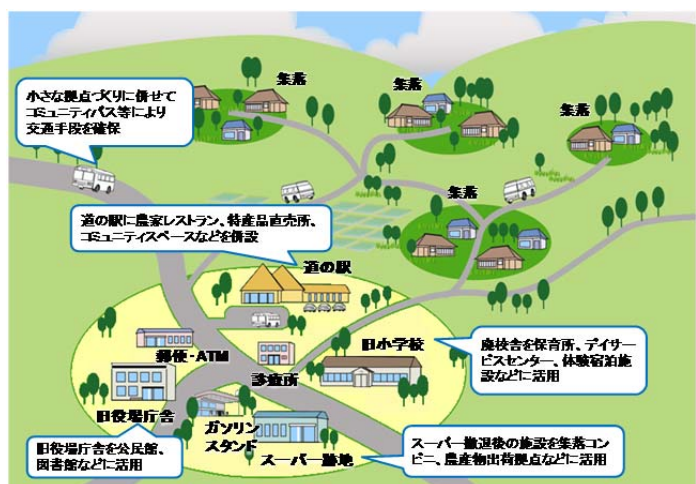 集落
集落
集落
集落
小さな拠点づくりに併せて
コミュニティバス等により
交通手段を確保
道の駅に農家レストラン、特産品直売所、
コミュニティスペースなどを併設
道の駅
郵便・ATM
診療所
旧小学校
廃校舎を保育所、デイサー
ビスセンター、体験宿泊施
設などに活用
旧役場庁舎
ガソリン
スタンド
スーパー跡地
旧役場庁舎を公民館、
図書館などに活用
スーパー撤退後の施設を集落コン
ビニ、農産物出荷拠点などに活用